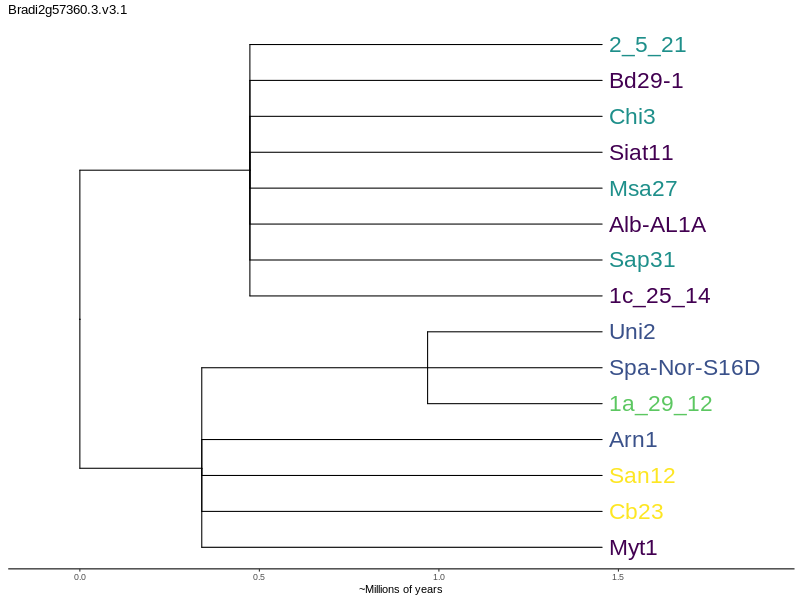 Bradi2g57360.3.v3.1
2_5_21
Bd29-1
Chi3
Siat11
Msa27
Alb-AL1A
Sap31
1c_25_14
Uni2
Spa-Nor-S16D
1a_29_12
Arn1
San12
Cb23
Myt1
0.0 0.5 1.0 1.5
~Millions of years